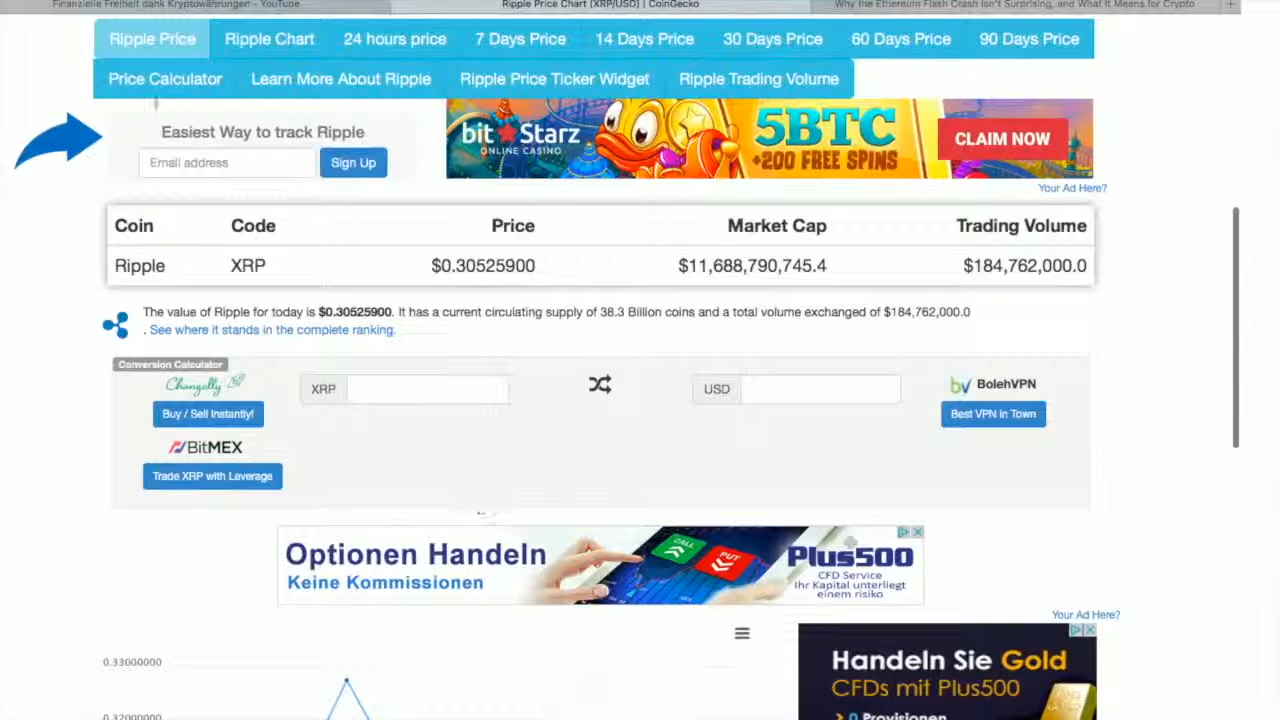 Finanzielle Freiheit dank Kryptowährungen - YouTube
Ripple Price Chart (XRP/USD) | CoinGecko
Why the Ethereum Flash Crash Isn't Surprising, and What It Means for Crypto
+
Ripple Price
Ripple Chart
24 hours price
7 Days Price
14 Days Price
30 Days Price
60 Days Price
90 Days Price
Price Calculator
Learn More About Ripple
Ripple Price Ticker Widget
Ripple Trading Volume
Easiest Way to track Ripple
Email address
Sign Up
bitStarz
ONLINE CASINO
5BTC
+200 FREE SPINS
CLAIM NOW
Your Ad Here?
Coin Code Price Market Cap Trading Volume
Ripple XRP $0.30525900 $11,688,790,745.4 $184,762,000.0
The value of Ripple for today is $0.30525900. It has a current circulating supply of 38.3 Billion coins and a total volume exchanged of $184,762,000.0
. See where it stands in the complete ranking.
Conversion Calculator
Changelly
Buy / Sell Instantly!
XRP
USD
bv BolehVPN
Best VPN in Town
BitMEX
Trade XRP with Leverage
Optionen Handeln
Keine Kommissionen
CALL
PUT
Plus500
CFD Service
Ihr Kapital unterliegt
einem risiko
Your Ad Here?
0.33000000
0.32000000
Handeln Sie Gold
CFDs mit Plus500
> 0 Provisionen